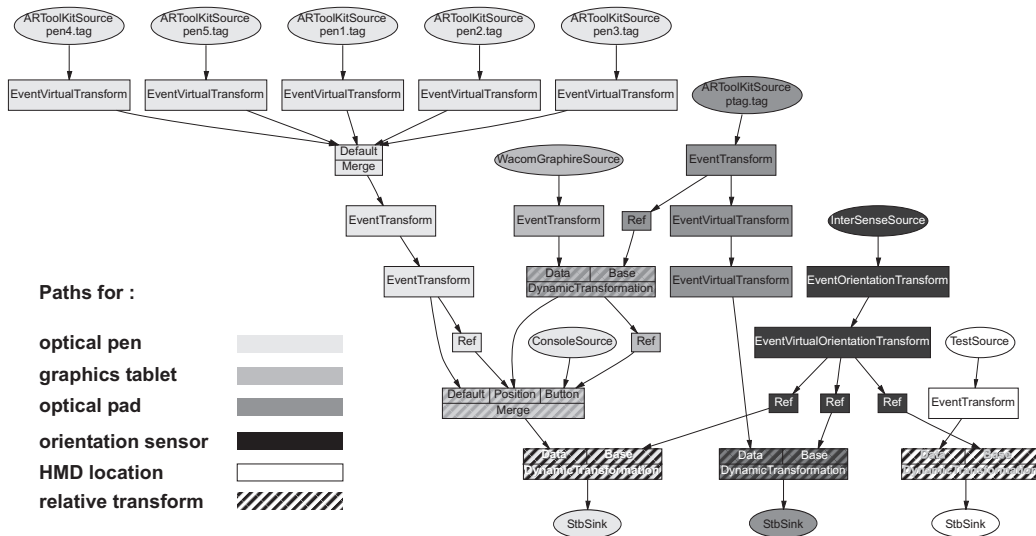 ARToolKitSource
pen4.tag
ARToolKitSource
pen5.tag
ARToolKitSource
pen1.tag
ARToolKitSource
pen2.tag
ARToolKitSource
pen3.tag
EventVirtualTransform
EventVirtualTransform
EventVirtualTransform
EventVirtualTransform
EventVirtualTransform
ARToolKitSource
ptag.tag
Default
Merge
WacomGraphireSource
EventTransform
EventTransform
EventTransform
Ref
EventVirtualTransform
InterSenseSource
EventTransform
Data
Base
DynamicTransformation
EventVirtualTransform
EventOrientationTransform
Paths for :
optical pen
graphics tablet
optical pad
orientation sensor
HMD location
relative transform
Ref
ConsoleSource
Ref
EventVirtualOrientationTransform
TestSource
Default
Position
Button
Merge
Ref
Ref
Ref
EventTransform
Data
Base
DynamicTransformation
Data
Base
DynamicTransformation
Data
Base
DynamicTransformation
StbSink
StbSink
StbSink